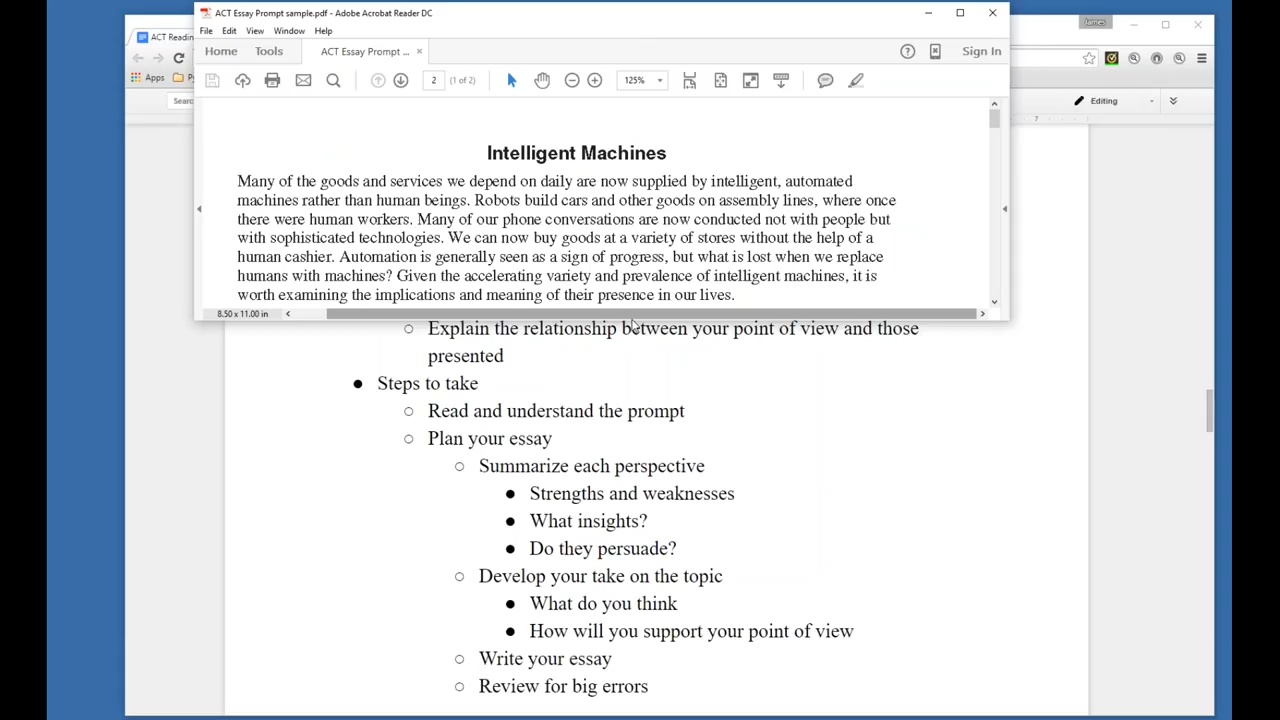 ACT Essay Prompt sample.pdf - Adobe Acrobat Reader DC
James
File Edit View Window Help
ACT Readin
Home Tools ACT Essay Prompt ... × Sign In
2 (1 of 2) 125%
Apps
Sear
Editing
7
Intelligent Machines
Many of the goods and services we depend on daily are now supplied by intelligent, automated
machines rather than human beings. Robots build cars and other goods on assembly lines, where once
there were human workers. Many of our phone conversations are now conducted not with people but
with sophisticated technologies. We can now buy goods at a variety of stores without the help of a
human cashier. Automation is generally seen as a sign of progress, but what is lost when we replace
humans with machines? Given the accelerating variety and prevalence of intelligent machines, it is
worth examining the implications and meaning of their presence in our lives.
8.50 x 11.00 in
○ Explain the relationship between your point of view and those
presented
● Steps to take
○ Read and understand the prompt
○ Plan your essay
○ Summarize each perspective
● Strengths and weaknesses
● What insights?
● Do they persuade?
○ Develop your take on the topic
● What do you think
● How will you support your point of view
○ Write your essay
○ Review for big errors